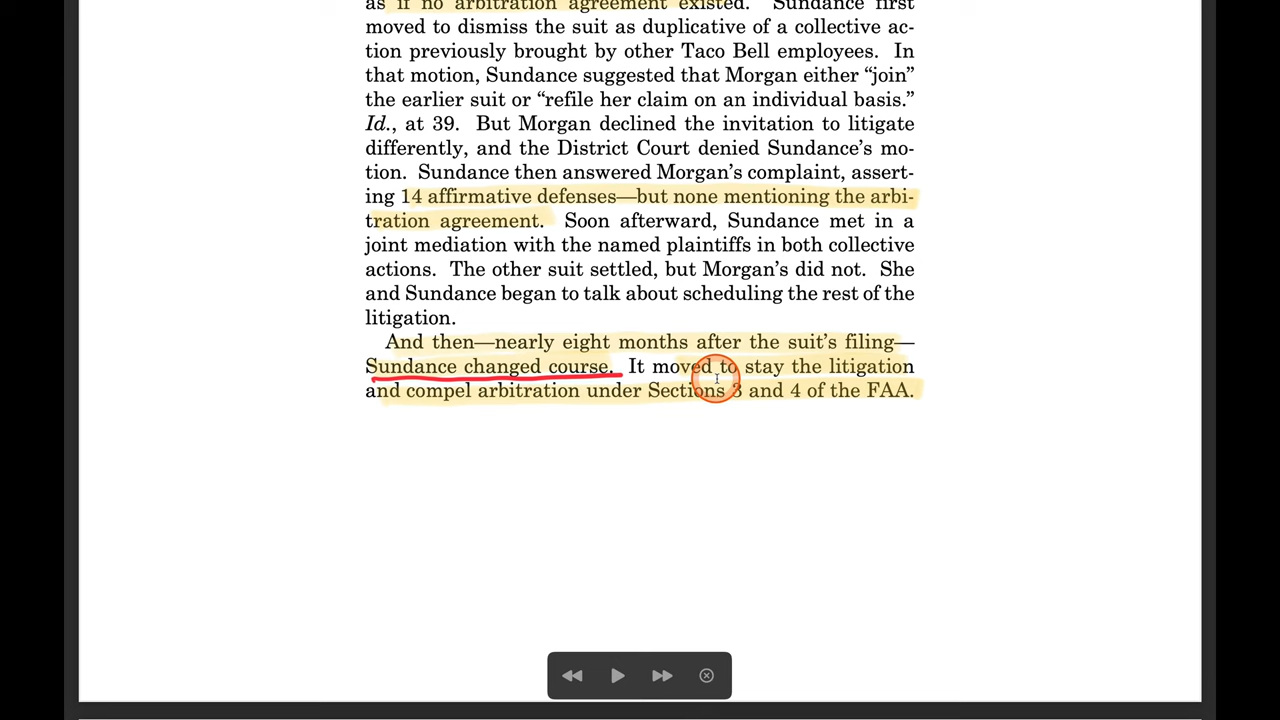 as if no arbitration agreement existed. Sundance first
moved to dismiss the suit as duplicative of a collective ac-
tion previously brought by other Taco Bell employees. In
that motion, Sundance suggested that Morgan either “join”
the earlier suit or “refile her claim on an individual basis.”
Id., at 39. But Morgan declined the invitation to litigate
differently, and the District Court denied Sundance’s mo-
tion. Sundance then answered Morgan’s complaint, assert-
ing 14 affirmative defenses—but none mentioning the arbi-
tration agreement. Soon afterward, Sundance met in a
joint mediation with the named plaintiffs in both collective
actions. The other suit settled, but Morgan’s did not. She
and Sundance began to talk about scheduling the rest of the
litigation.
And then—nearly eight months after the suit’s filing—
Sundance changed course. It moved to stay the litigation
and compel arbitration under Sections 3 and 4 of the FAA.